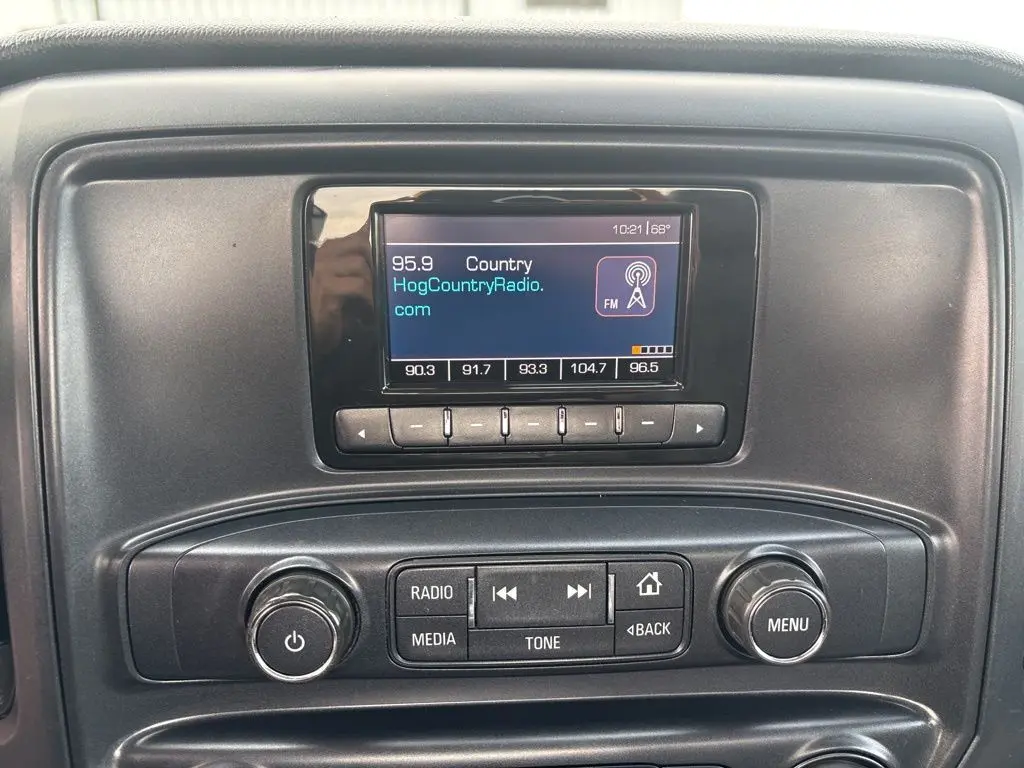 10:21 68°
95.9 Country
HogCountryRadio.
com
FM
90.3 91.7 93.3 104.7 96.5
RADIO
MEDIA
TONE
BACK
MENU